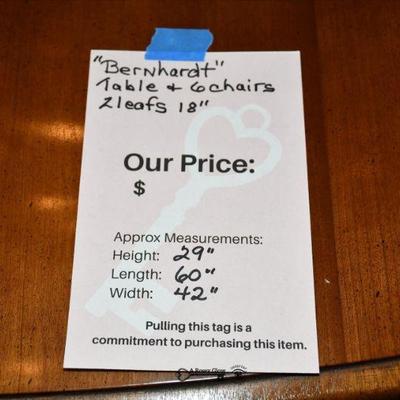 "Bernhardt"
Table + 6 chairs
2 leafs 18"
Our Price:
$
Approx Measurements:
Height: 29"
Length: 60"
Width: 42"
Pulling this tag is a
commitment to purchasing this item.